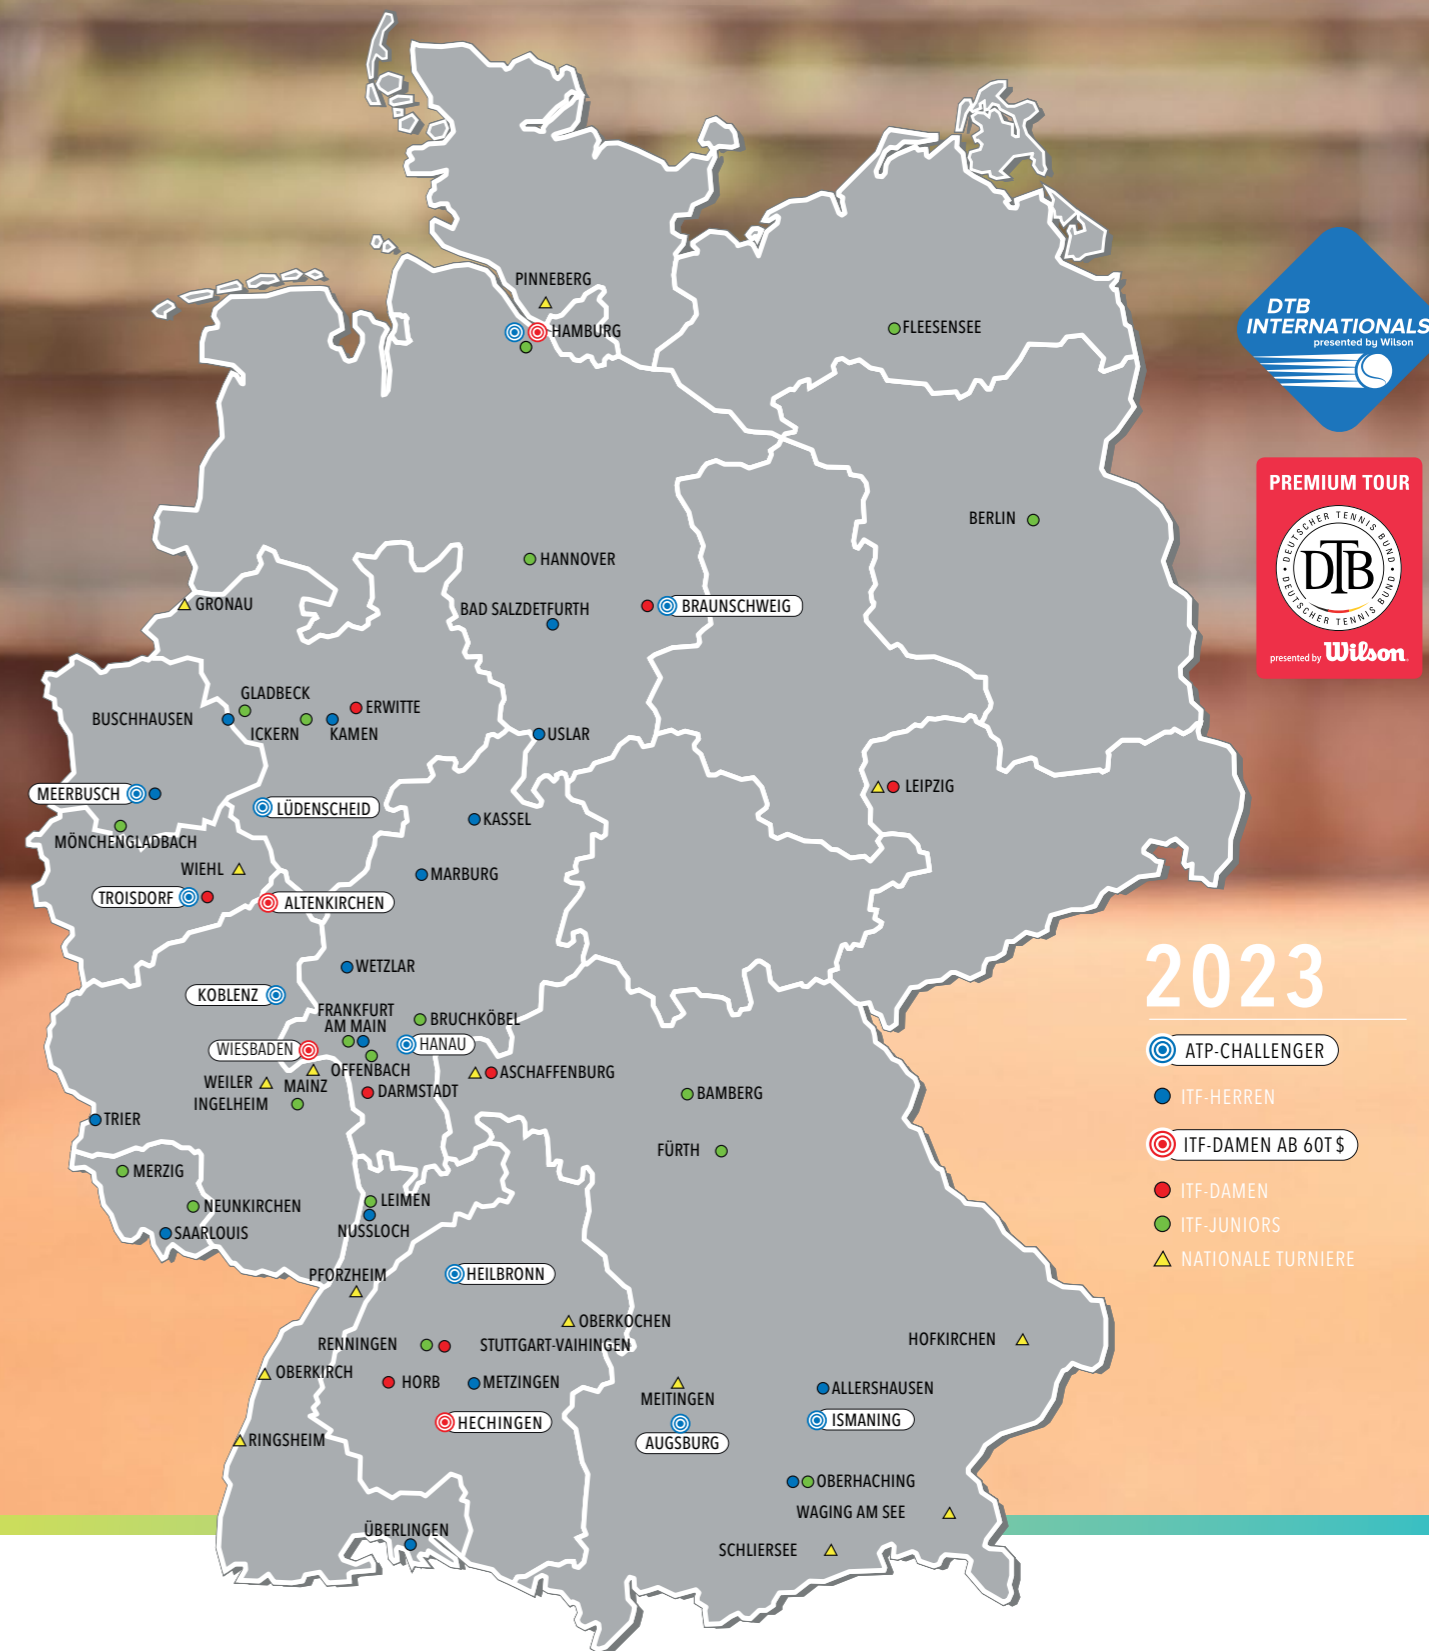 PINNEBERG
HAMBURG
FLEESENSEE
DTB
INTERNATIONALS
presented by Wilson
PREMIUM TOUR
DEUTSCHER TENNIS BUND • DEUTSCHER TENNIS BUND •
DTB
presented by Wilson
BERLIN
HANNOVER
GRONAU
BAD SALZDETFURTH
BRAUNSCHWEIG
GLADBECK
ERWITTE
BUSCHHAUSEN
ICKERN
KAMEN
USLAR
MEERBUSCH
LÜDENSCHEID
LEIPZIG
KASSEL
MÖNCHENGLADBACH
WIEHL
MARBURG
TROISDORF
ALTENKIRCHEN
WETZLAR
KOBLENZ
FRANKFURT
AM MAIN
BRUCHKÖBEL
HANAU
WIESBADEN
OFFENBACH
ASCHAFFENBURG
WEILER
MAINZ
DARMSTADT
INGELHEIM
BAMBERG
TRIER
FÜRTH
MERZIG
NEUNKIRCHEN
LEIMEN
SAARLOUIS
NUSSLOCH
PFORZHEIM
HEILBRONN
OBERKOCHEN
RENNINGEN
STUTTGART-VAIHINGEN
HOFKIRCHEN
OBERKIRCH
HORB
METZINGEN
MEITINGEN
ALLERSHAUSEN
HECHINGEN
ISMANING
RINGSHEIM
AUGSBURG
OBERHACHING
WAGING AM SEE
ÜBERLINGEN
SCHLIERSEE
2023
ATP-CHALLENGER
ITF-HERREN
ITF-DAMEN AB 60T $
ITF-DAMEN
ITF-JUNIORS
NATIONALE TURNIERE